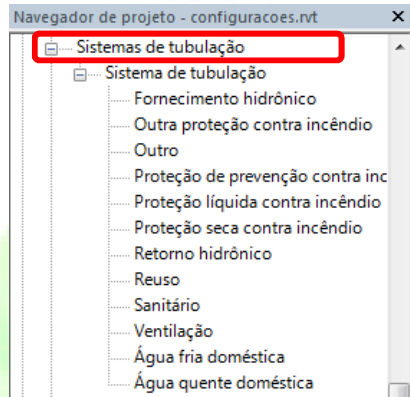 Navegador de projeto - configuracoes.rvt
Sistemas de tubulação
Sistema de tubulação
Fornecimento hidrônico
Outra proteção contra incêndio
Outro
Proteção de prevenção contra inc
Proteção líquida contra incêndio
Proteção seca contra incêndio
Retorno hidrônico
Reuso
Sanitário
Ventilação
Água fria doméstica
Água quente doméstica